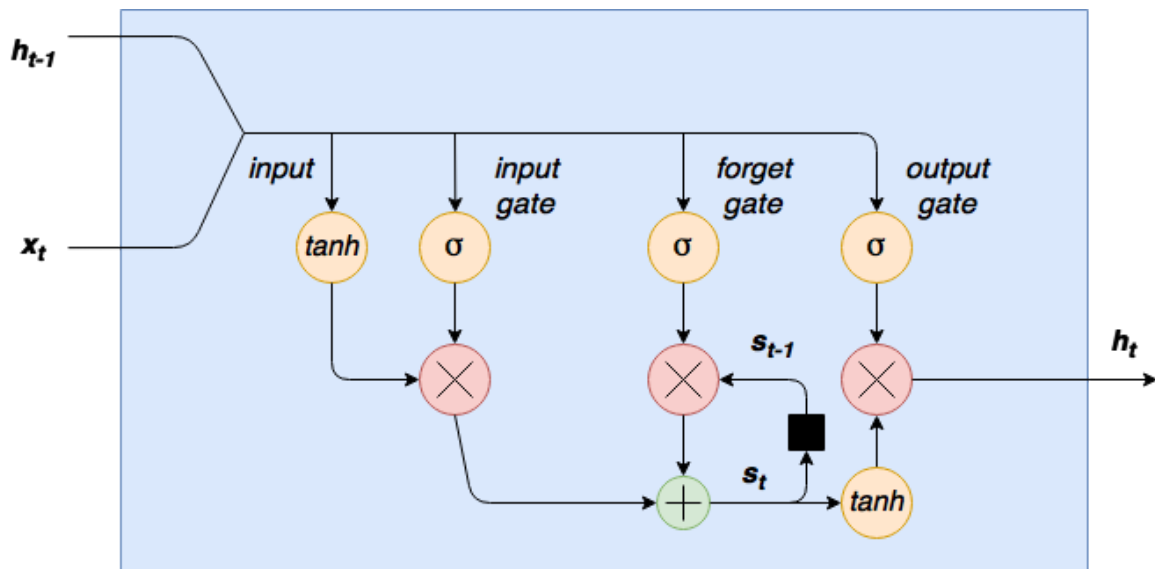 h_{t-1}
input
input
gate
forget
gate
output
gate
x_t
tanh
σ
σ
σ
s_{t-1}
h_t
s_t
tanh